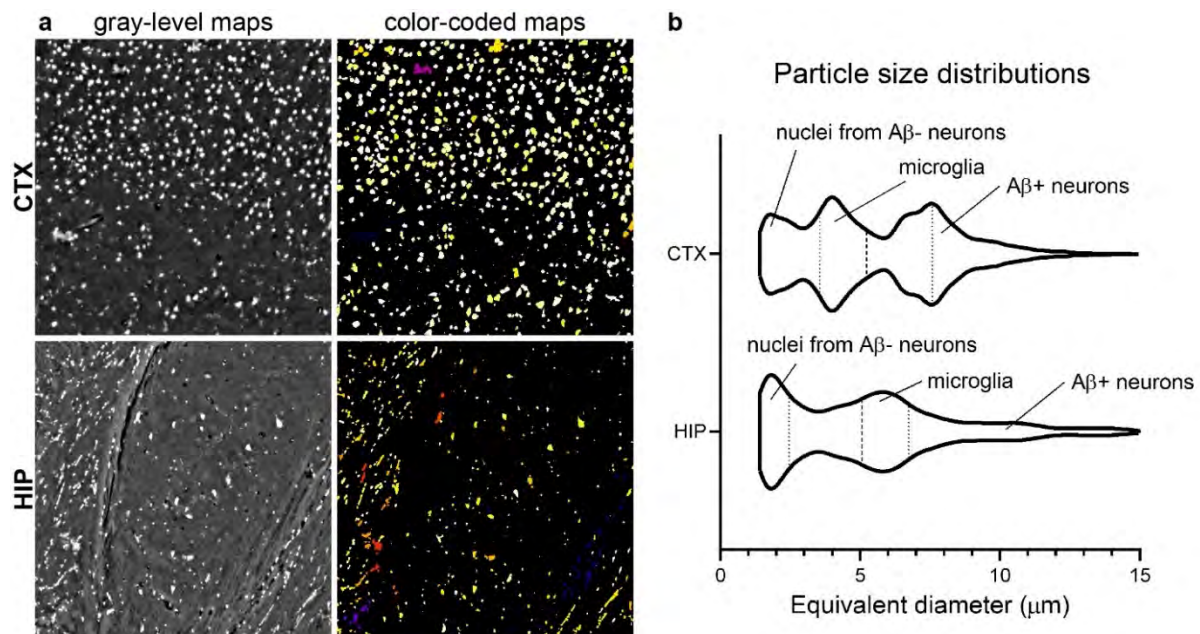 a gray-level maps color-coded maps
CTX
HIP
b
Particle size distributions
nuclei from Aβ- neurons
microglia
Aβ+ neurons
CTX
nuclei from Aβ- neurons
microglia
Aβ+ neurons
HIP
0 5 10 15
Equivalent diameter (μm)